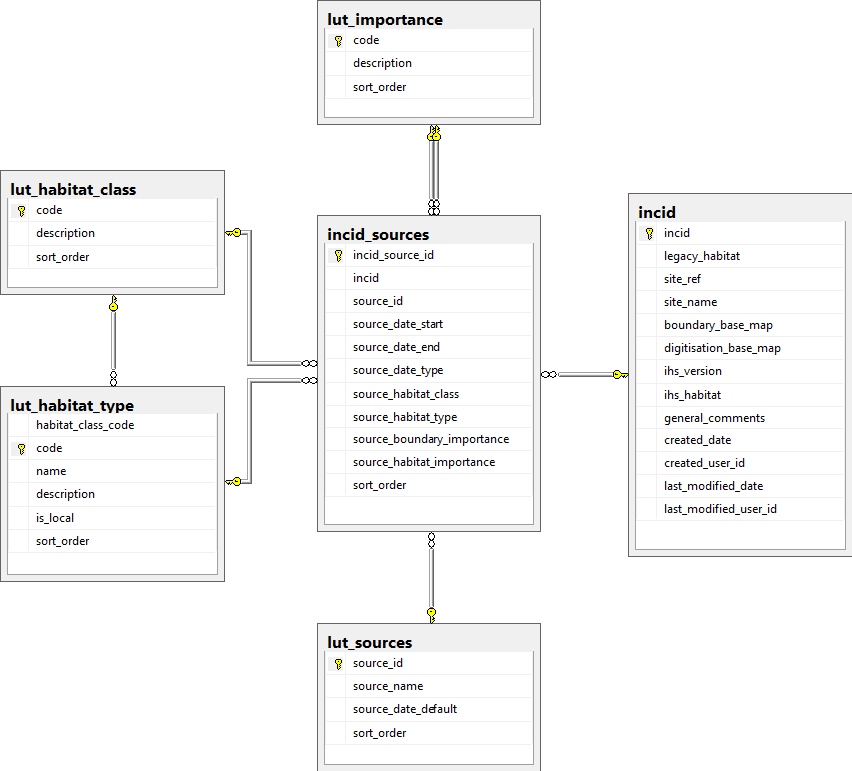 lut_importance
code
description
sort_order
lut_habitat_class
code
description
sort_order
incid_sources
incid_source_id
incid
source_id
source_date_start
source_date_end
source_date_type
source_habitat_class
source_habitat_type
source_boundary_importance
source_habitat_importance
sort_order
incid
incid
legacy_habitat
site_ref
site_name
boundary_base_map
digitisation_base_map
ihs_version
ihs_habitat
general_comments
created_date
created_user_id
last_modified_date
last_modified_user_id
lut_habitat_type
habitat_class_code
code
name
description
is_local
sort_order
lut_sources
source_id
source_name
source_date_default
sort_order